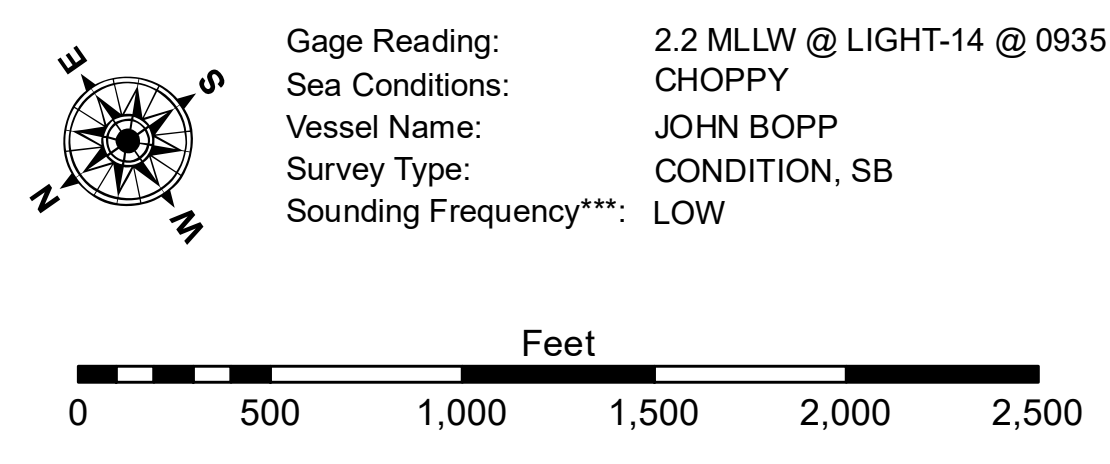 E
S
N
W
Gage Reading: 2.2 MLLW @ LIGHT-14 @ 0935
Sea Conditions: CHOPPY
Vessel Name: JOHN BOPP
Survey Type: CONDITION, SB
Sounding Frequency***: LOW
Feet
0 500 1,000 1,500 2,000 2,500